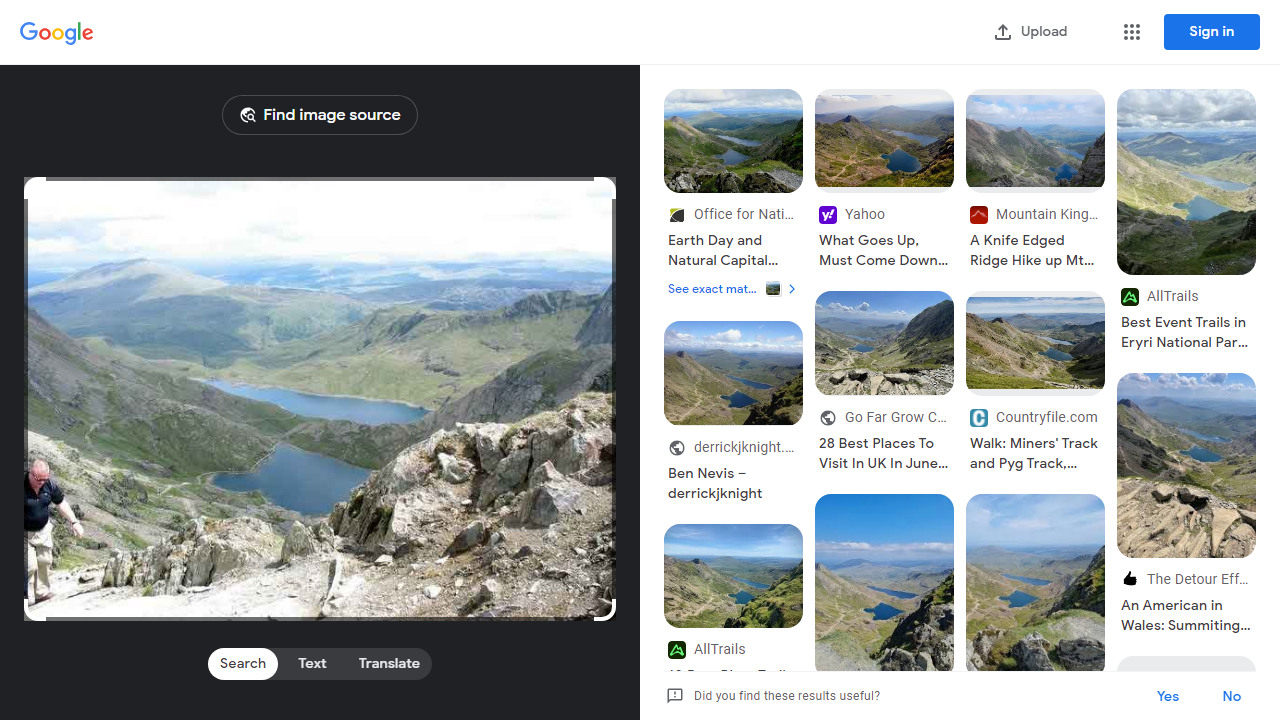 Google
Upload
Sign in
Find image source
Search
Text
Translate
Office for Nati...
Earth Day and
Natural Capital...
See exact mat...
derrickjknight....
Ben Nevis –
derrickjknight
AllTrails
Yahoo
What Goes Up,
Must Come Down...
Go Far Grow C...
28 Best Places To
Visit In UK In June...
Mountain King...
A Knife Edged
Ridge Hike up Mt...
Countryfile.com
Walk: Miners' Track
and Pyg Track,...
AllTrails
Best Event Trails in
Eryri National Par...
The Detour Eff...
An American in
Wales: Summiting...
Did you find these results useful?
Yes
No